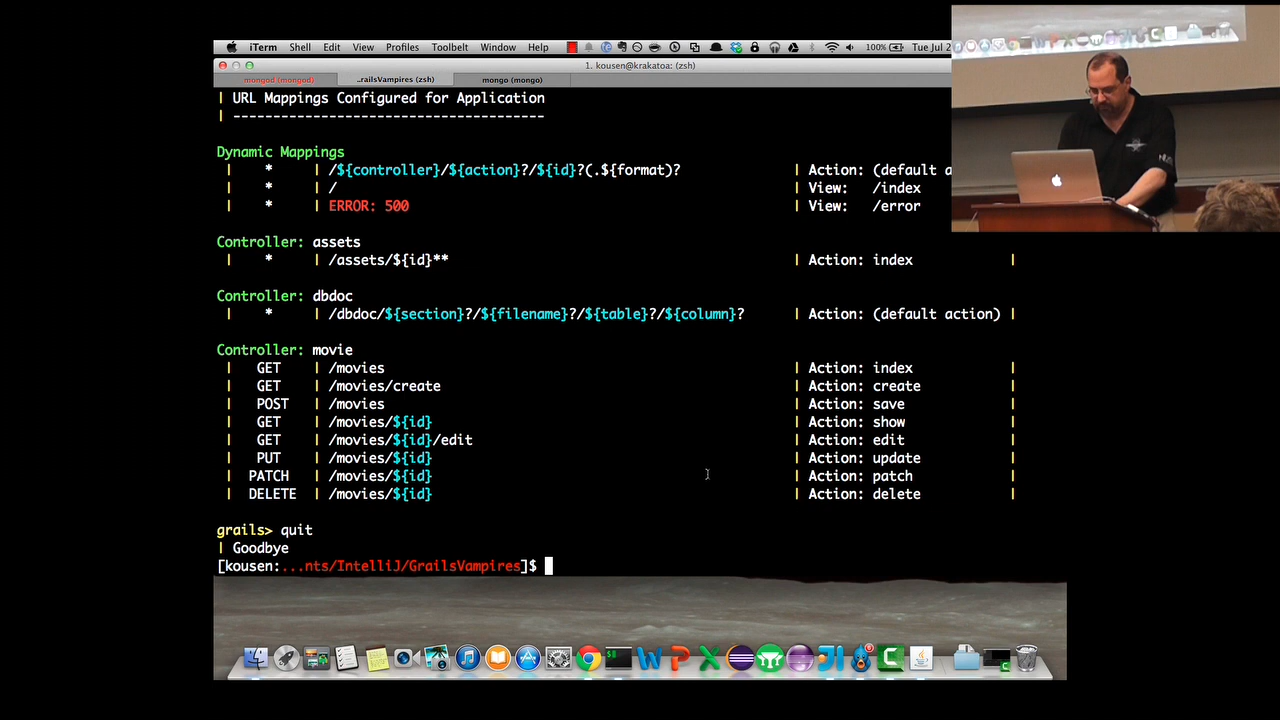 iTerm Shell Edit View Profiles Toolbelt Window Help 100% Tue Jul 2
1. kousen@krakatoa: (zsh)
mongod (mongod) ..railsVampires (zsh) mongo (mongo)
| URL Mappings Configured for Application
| ---------------------------------------
Dynamic Mappings
| * | /${controller}/${action}?/${id}?(.${format})? | Action: (default a
| * | / | View: /index
| * | ERROR: 500 | View: /error
Controller: assets
| * | /assets/${id}** | Action: index |
Controller: dbdoc
| * | /dbdoc/${section}?/${filename}?/${table}?/${column}? | Action: (default action) |
Controller: movie
| GET | /movies | Action: index |
| GET | /movies/create | Action: create |
| POST | /movies | Action: save |
| GET | /movies/${id} | Action: show |
| GET | /movies/${id}/edit | Action: edit |
| PUT | /movies/${id} | Action: update |
| PATCH | /movies/${id} | Action: patch |
| DELETE | /movies/${id} | Action: delete |
grails> quit
| Goodbye
[kousen:...nts/IntelliJ/GrailsVampires]$